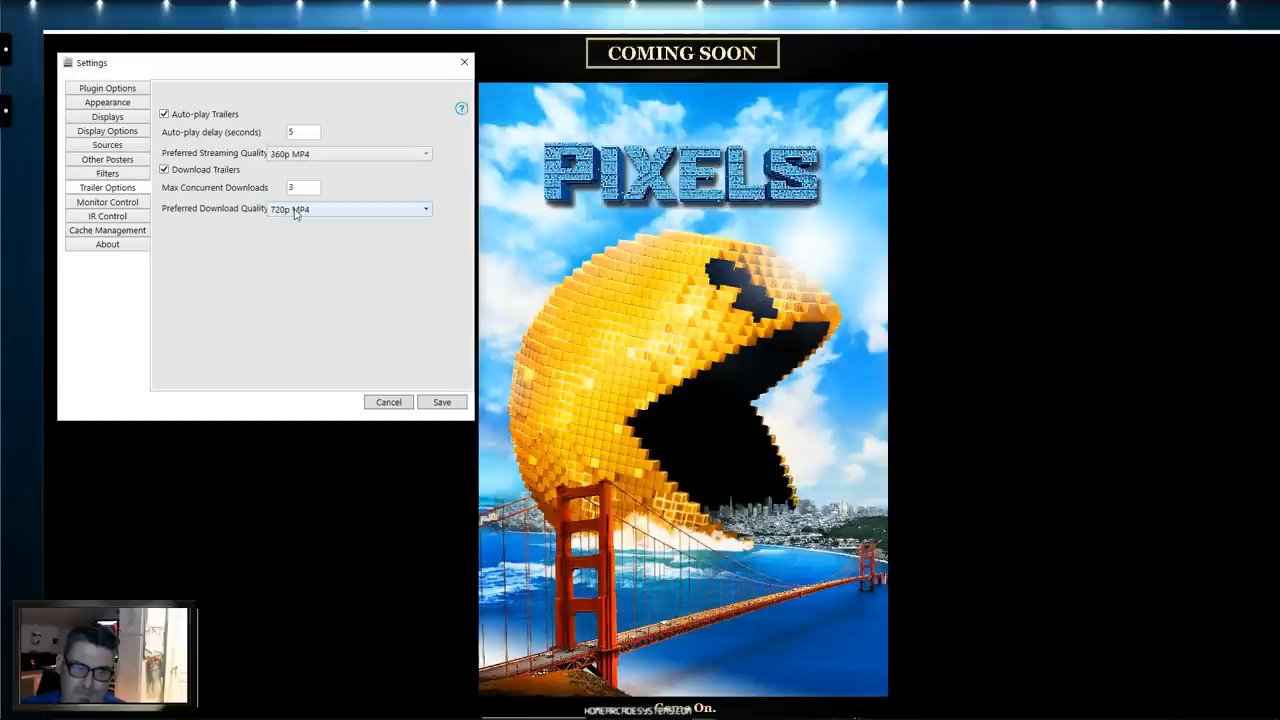 COMING SOON
Settings
Plugin Options
Appearance
Displays
Display Options
Sources
Other Posters
Filters
Trailer Options
Monitor Control
IR Control
Cache Management
About
?
Auto-play Trailers
Auto-play delay (seconds) 5
Preferred Streaming Quality 360p MP4
Download Trailers
Max Concurrent Downloads 3
Preferred Download Quality 720p MP4
Cancel Save
PIXELS
Game On.
HOMEARCADESYSTEMS.COM